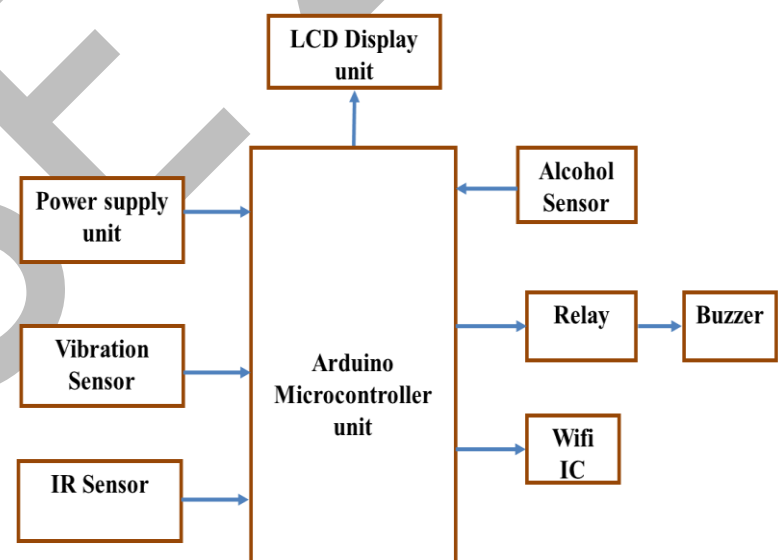 LCD Display
unit
Power supply
unit
Alcohol
Sensor
Vibration
Sensor
Arduino
Microcontroller
unit
Relay
Buzzer
Wifi
IC
IR Sensor